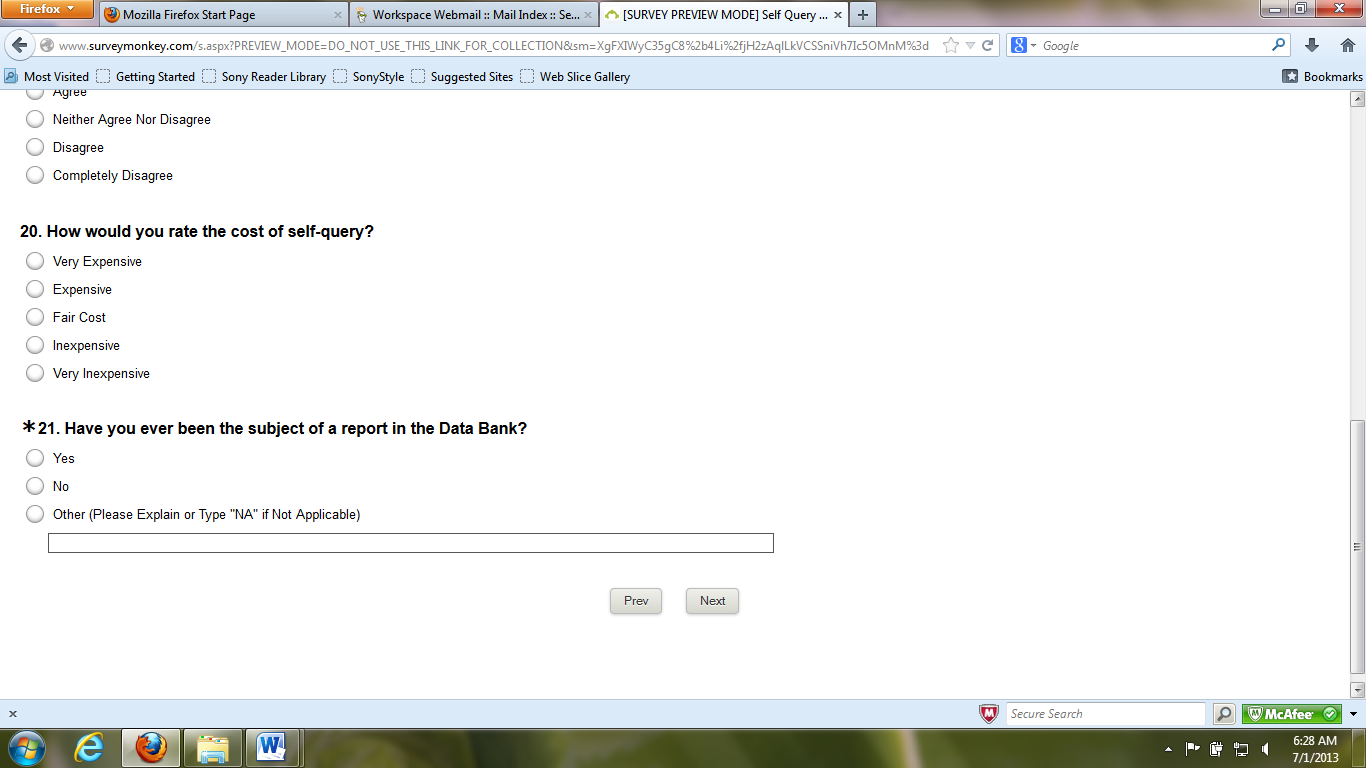 Firefox
Mozilla Firefox Start Page
Workspace Webmail :: Mail Index :: Se...
[SURVEY PREVIEW MODE] Self Query ...
www.surveymonkey.com/s.aspx?PREVIEW_MODE=DO_NOT_USE_THIS_LINK_FOR_COLLECTION&sm=XgFXIWyC35gC8%2b4Li%2fjH2zAqILkVCSSniVh7Ic5OMnM%3d
Google
Most Visited
Getting Started
Sony Reader Library
SonyStyle
Suggested Sites
Web Slice Gallery
Bookmarks
Agree
Neither Agree Nor Disagree
Disagree
Completely Disagree
20. How would you rate the cost of self-query?
Very Expensive
Expensive
Fair Cost
Inexpensive
Very Inexpensive
*21. Have you ever been the subject of a report in the Data Bank?
Yes
No
Other (Please Explain or Type "NA" if Not Applicable)
Prev
Next
Secure Search
McAfee
6:28 AM
7/1/2013